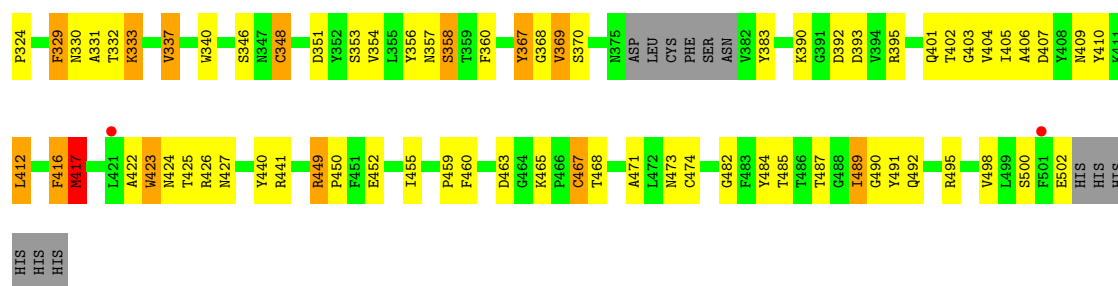 P324 F329 N330 A331 T332 K333 V337 W340 S346 N347 C348 D351 Y352 S353 V354 L355 Y356 N357 S358 T359 F360 Y367 G368 V369 S370 N375 ASP LEU CYS PHE SER ASN V382 Y383 K390 G391 D392 D393 V394 R395 Q401 T402 G403 V404 I405 A406 D407 Y408 N409 Y410 K411
L412 F416 M417 L421 A422 W423 N424 T425 R426 N427 Y440 R441 R449 P450 F451 E452 I455 P459 F460 D463 G464 K465 P466 C467 T468 A471 L472 N473 C474 G482 F483 Y484 T485 T486 T487 G488 I489 G490 Y491 Q492 R495 V498 L499 S500 F501 E502 HIS HIS HIS
HIS HIS HIS